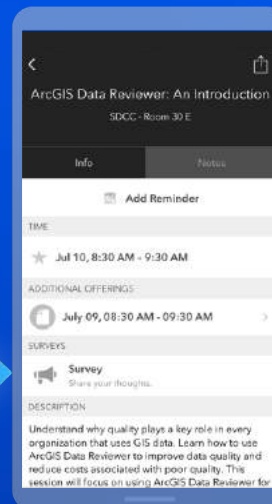 ArcGIS Data Reviewer: An Introduction
SDCC - Room 30 E
Info
Notes
Add Reminder
TIME
Jul 10, 8:30 AM - 9:30 AM
ADDITIONAL OFFERINGS
July 09, 08:30 AM - 09:30 AM
SURVEYS
Survey
Share your thoughts.
DESCRIPTION
Understand why quality plays a key role in every
organization that uses GIS data. Learn how to use
ArcGIS Data Reviewer to improve data quality and
reduce costs associated with poor quality. This
session will focus on using ArcGIS Data Reviewer for